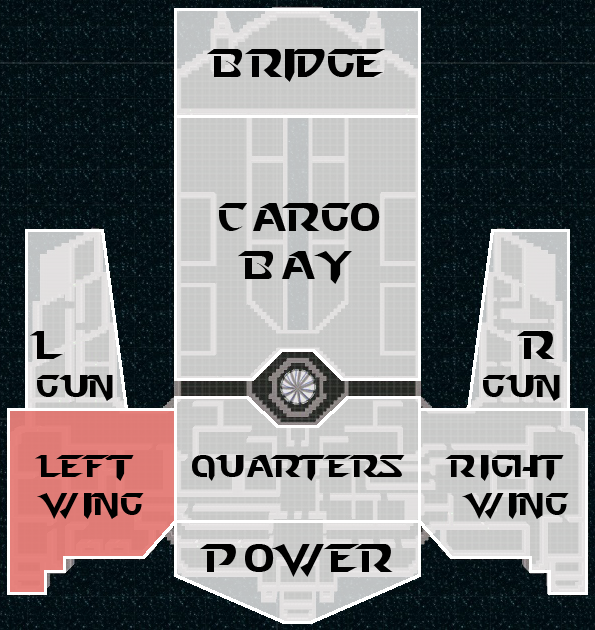 BRIDGE
CARGO
BAY
L
GUN
R
GUN
LEFT
WING
QUARTERS
RIGHT
WING
POWER